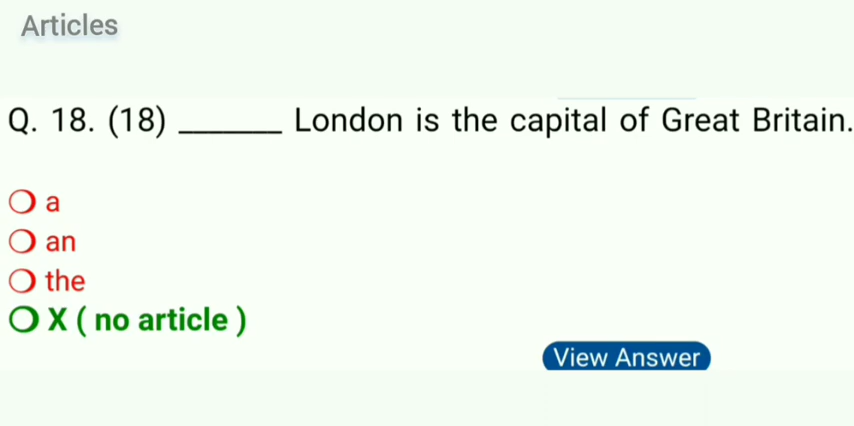 Articles
Q. 18. (18) ______ London is the capital of Great Britain.
a
an
the
X ( no article )
View Answer